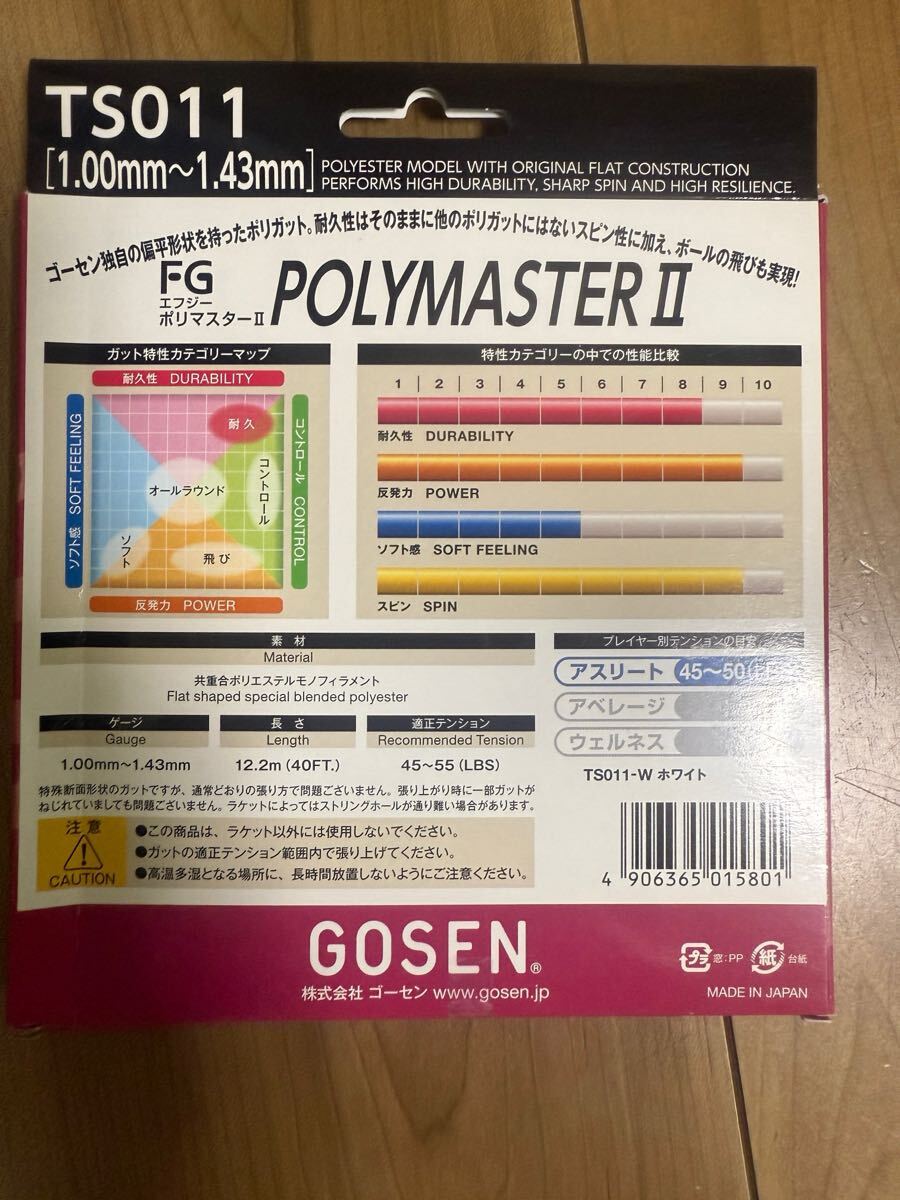 TS011
[1.00mm～1.43mm]
POLYESTER MODEL WITH ORIGINAL FLAT CONSTRUCTION
PERFORMS HIGH DURABILITY, SHARP SPIN AND HIGH RESILIENCE.
ゴーセン独自の偏平形状を持ったポリガット。耐久性はそのままに他のポリガットにはないスピン性に加え、ボールの飛びも実現!
FG
エフジー
ポリマスターⅡ
POLYMASTER Ⅱ
ガット特性カテゴリーマップ
耐久性 DURABILITY
ソフト感 SOFT FEELING
コントロール CONTROL
耐久
オールラウンド
コントロール
ソフト
飛び
反発力 POWER
特性カテゴリーの中での性能比較
1 | 2 | 3 | 4 | 5 | 6 | 7 | 8 | 9 | 10
耐久性 DURABILITY
反発力 POWER
ソフト感 SOFT FEELING
スピン SPIN
素材
Material
共重合ポリエステルモノフィラメント
Flat shaped special blended polyester
ゲージ
Gauge
1.00mm～1.43mm
長さ
Length
12.2m (40FT.)
適正テンション
Recommended Tension
45～55 (LBS)
プレイヤー別テンションの目安
アスリート 45～50
アベレージ
ウェルネス
TS011-W ホワイト
特殊断面形状のガットですが、通常どおりの張り方で問題ございません。張り上がり時に一部ガットが
ねじれていましても問題ございません。ラケットによってはストリングホールが通り難い場合があります。
注意
CAUTION
●この商品は、ラケット以外には使用しないでください。
●ガットの適正テンション範囲内で張り上げてください。
●高温多湿となる場所に、長時間放置しないようにご注意ください。
4 906365 015801
GOSEN®
株式会社 ゴーセン www.gosen.jp
プラ 窓:PP 紙 台紙
MADE IN JAPAN